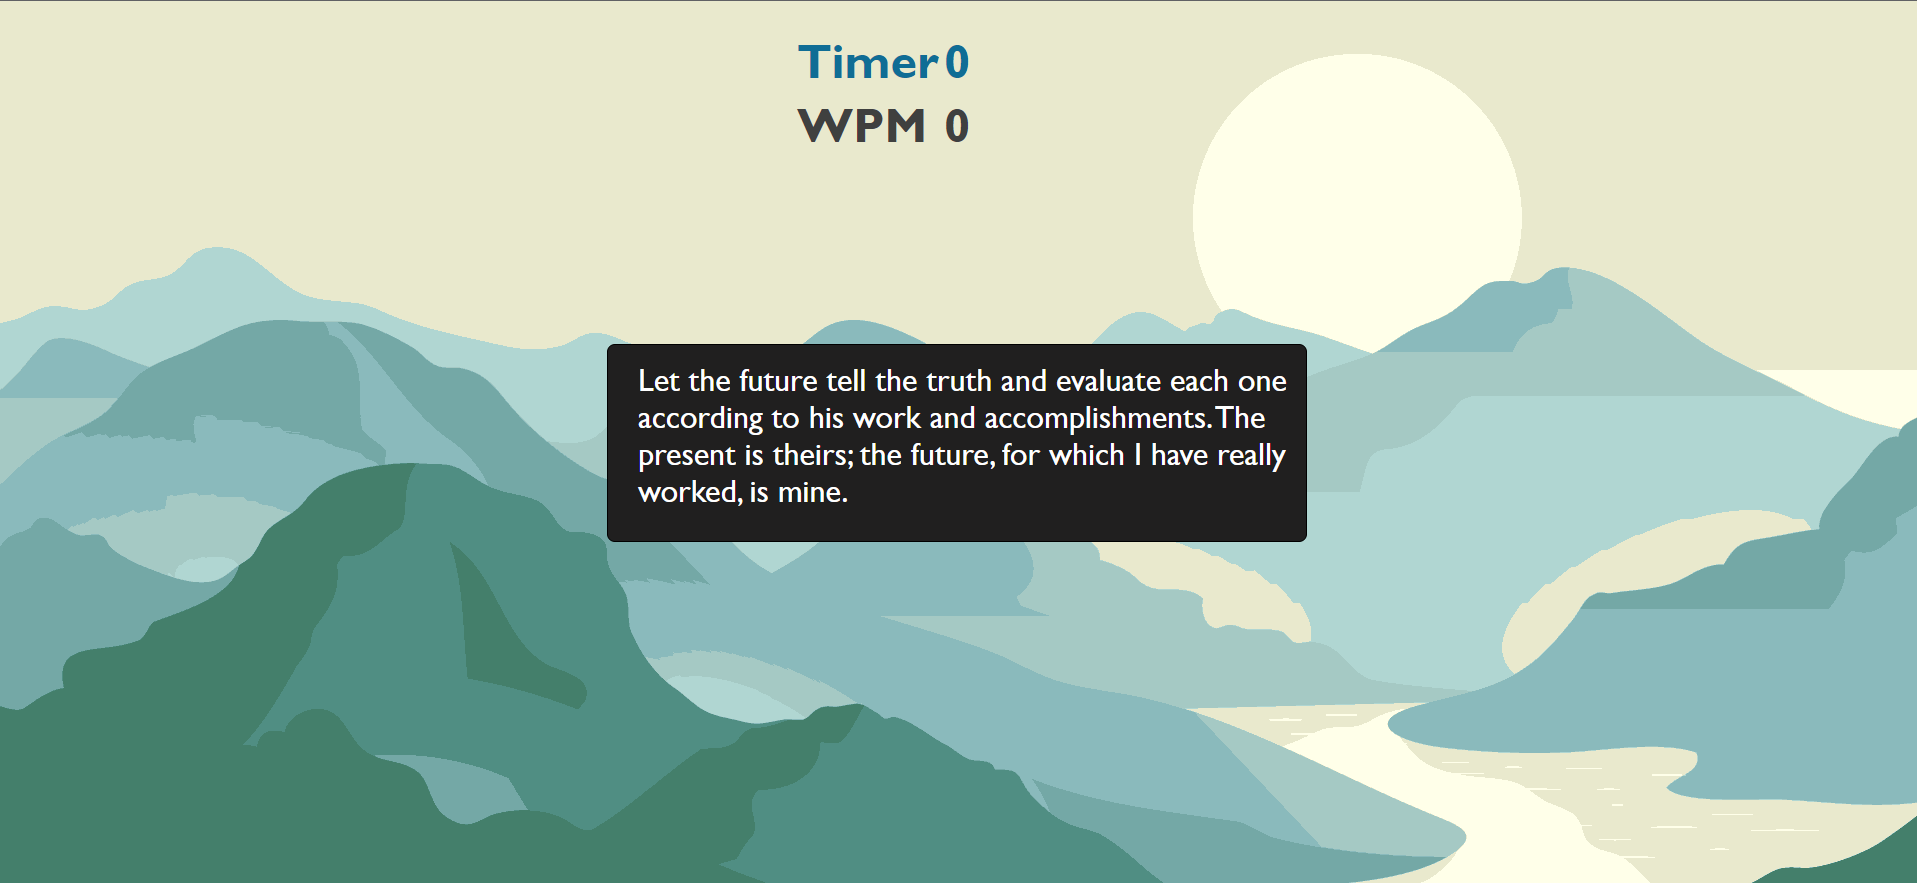 Timer 0
WPM 0
Let the future tell the truth and evaluate each one
according to his work and accomplishments. The
present is theirs; the future, for which I have really
worked, is mine.